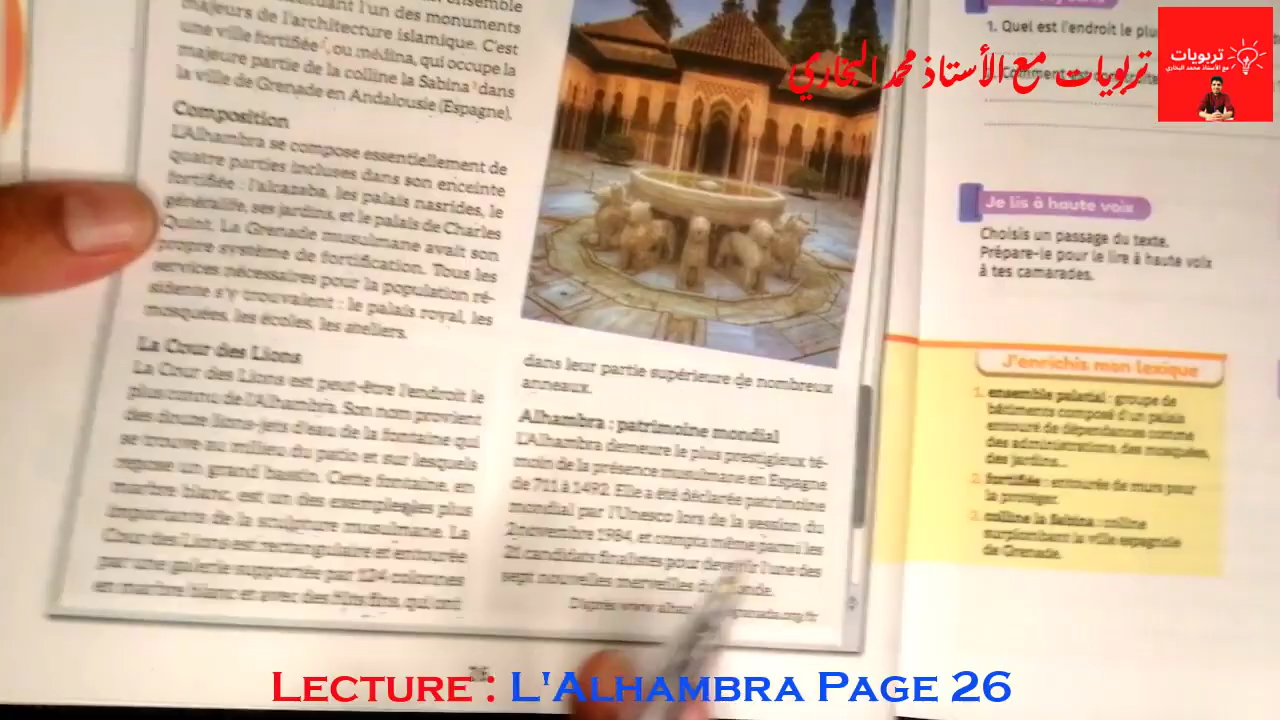 l'un des monuments
majeurs de l'architecture islamique. C'est
une ville fortifiée², ou médina, qui occupe la
majeure partie de la colline la Sabina³ dans
la ville de Grenade en Andalousie (Espagne).
Composition
L'Alhambra se compose essentiellement de
quatre parties incluses dans son enceinte
fortifiée : l'alcazaba, les palais nasrides, le
généralife, ses jardins, et le palais de Charles
Quint. La Grenade musulmane avait son
propre système de fortification. Tous les
services nécessaires pour la population ré-
sidente s'y trouvaient : le palais royal, les
mosquées, les écoles, les ateliers.
La Cour des Lions
La Cour des Lions est peut-être l'endroit le
plus connu de l'Alhambra. Son nom provient
des douze lions-jets d'eau de la fontaine qui
se trouve au milieu du patio et sur lesquels
repose un grand bassin. Cette fontaine, en
marbre blanc, est un des exemples plus
importants de la sculpture musulmane. La
Cour des Lions est rectangulaire et entourée
par une galerie supportée par 124 colonnes
en marbre blanc et avec des fûts fins, qui ont
dans leur partie supérieure de nombreux
anneaux.
Alhambra : patrimoine mondial
L'Alhambra demeure le plus prestigieux té-
moin de la présence musulmane en Espagne
de 711 à 1492. Elle a été déclarée patrimoine
mondial par l'Unesco lors de la session du
2 novembre 1984, et compta même parmi les
21 candidats finalistes pour devenir l'une des
sept nouvelles merveilles
D'après www.
1. Quel est l'endroit le plu
Comment
Je lis à haute voix
Choisis un passage du texte.
Prépare-le pour le lire à haute voix
à tes camarades.
J'enrichis mon lexique
1. ensemble palatial : groupe de
bâtiments composé d'un palais
entouré de dépendances comme
des administrations, des mosquées,
des jardins...
2. fortifiée : entourée de murs pour
la protéger.
3. colline la Sabina : colline
surplombant la ville espagnole
de Grenade.
تربويات مع الأستاذ محمد البخاري
تربويات
مع الأستاذ محمد البخاري
Lecture : L'Alhambra Page 26